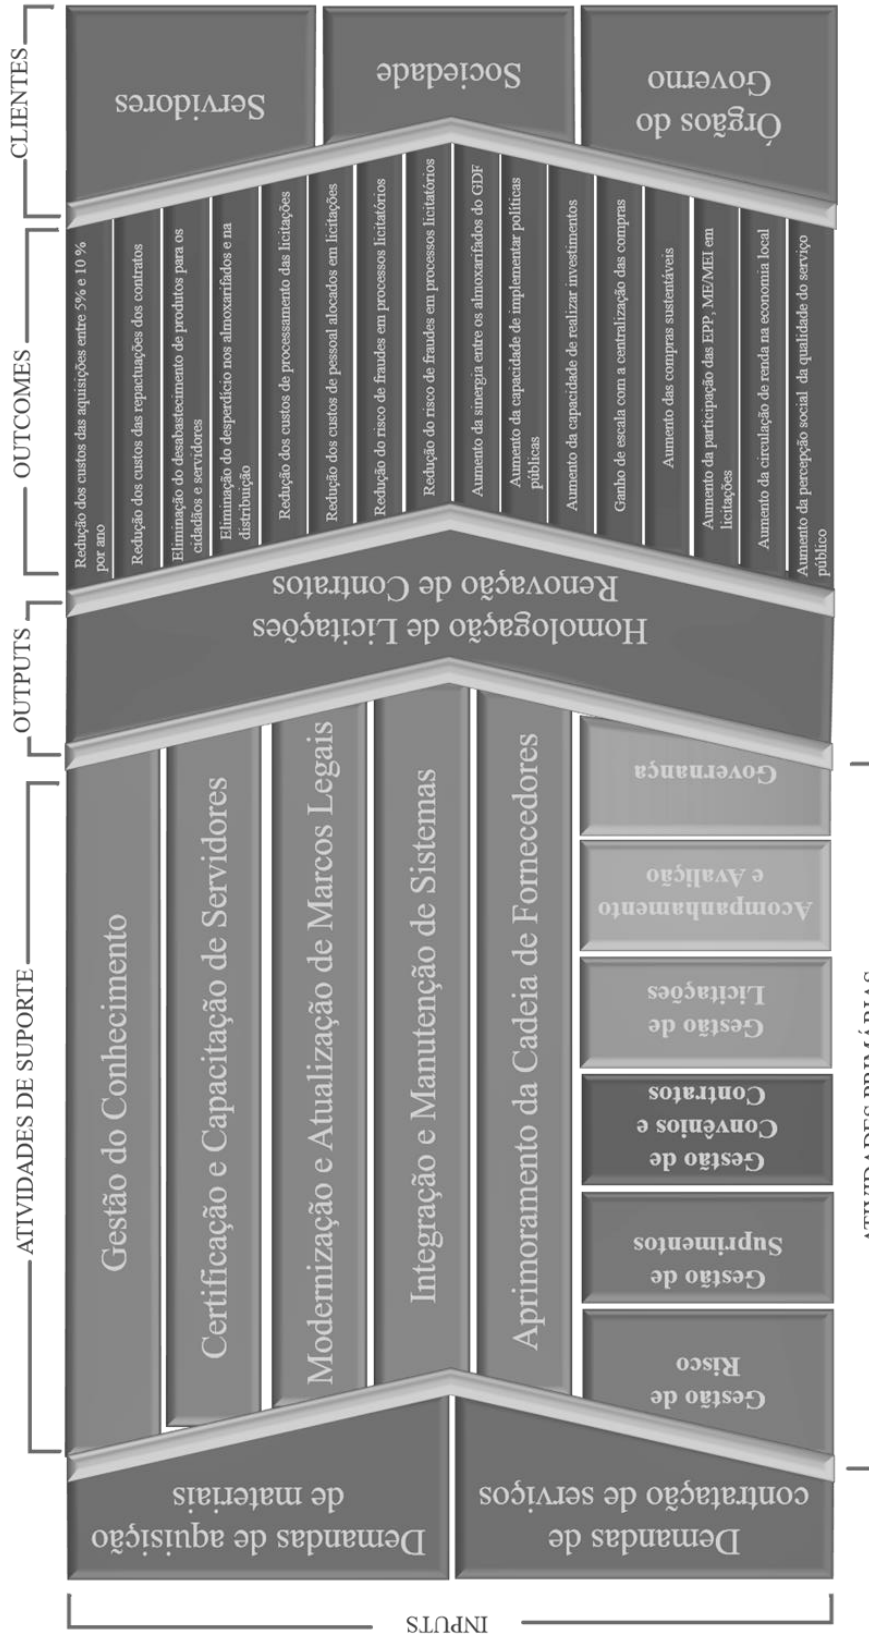 INPUTS
Demandas de aquisição
de materiais
Demandas de
contratação de serviços
ATIVIDADES DE SUPORTE
Gestão do Conhecimento
Certificação e Capacitação de Servidores
Modernização e Atualização de Marcos Legais
Integração e Manutenção de Sistemas
Aprimoramento da Cadeia de Fornecedores
Gestão de
Risco
Gestão de
Suprimentos
Gestão de
Convênios e
Contratos
Gestão de
Licitações
Acompanhamento
e Avalição
Governança
ATIVIDADES PRIMÁRIAS
OUTPUTS
Homologação de Licitações
Renovação de Contratos
OUTCOMES
Redução dos custos das aquisições entre 5% e 10 %
por ano
Redução dos custos das repactuações dos contratos
Eliminação do desabastecimento de produtos para os
cidadãos e servidores
Eliminação do desperdício nos almoxarifados e na
distribuição
Redução dos custos de processamento das licitações
Redução dos custos de pessoal alocados em licitações
Redução do risco de fraudes em processos licitatórios
Redução do risco de fraudes em processos licitatórios
Aumento da sinergia entre os almoxarifados do GDF
Aumento da capacidade de implementar políticas
públicas
Aumento da capacidade de realizar investimentos
Ganho de escala com a centralização das compras
Aumento das compras sustentáveis
Aumento da participação das EPP, ME/MEI em
licitações
Aumento da circulação de renda na economia local
Aumento da percepção social da qualidade do serviço
público
CLIENTES
Servidores
Sociedade
Órgãos do
Governo